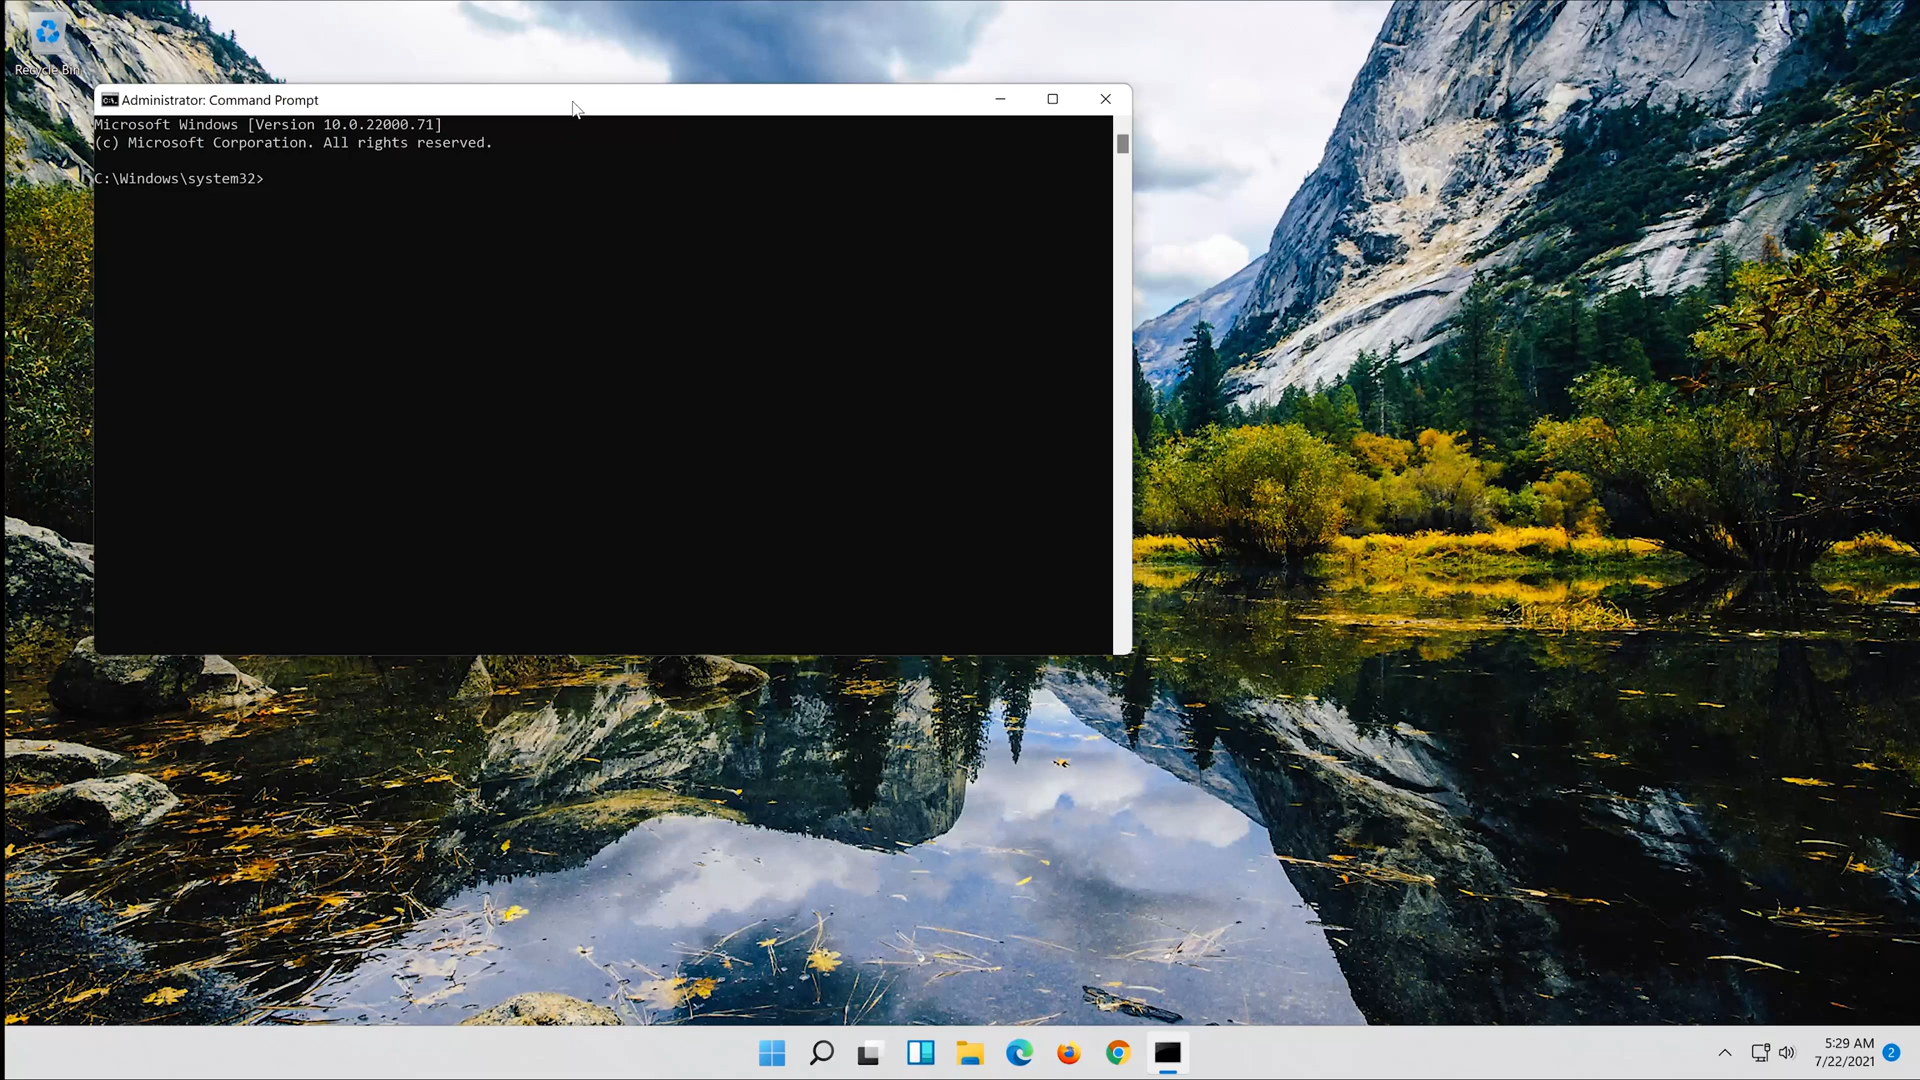 Recycle Bin
Administrator: Command Prompt
Microsoft Windows [Version 10.0.22000.71]
(c) Microsoft Corporation. All rights reserved.
C:\Windows\system32>
5:29 AM
7/22/2021
2